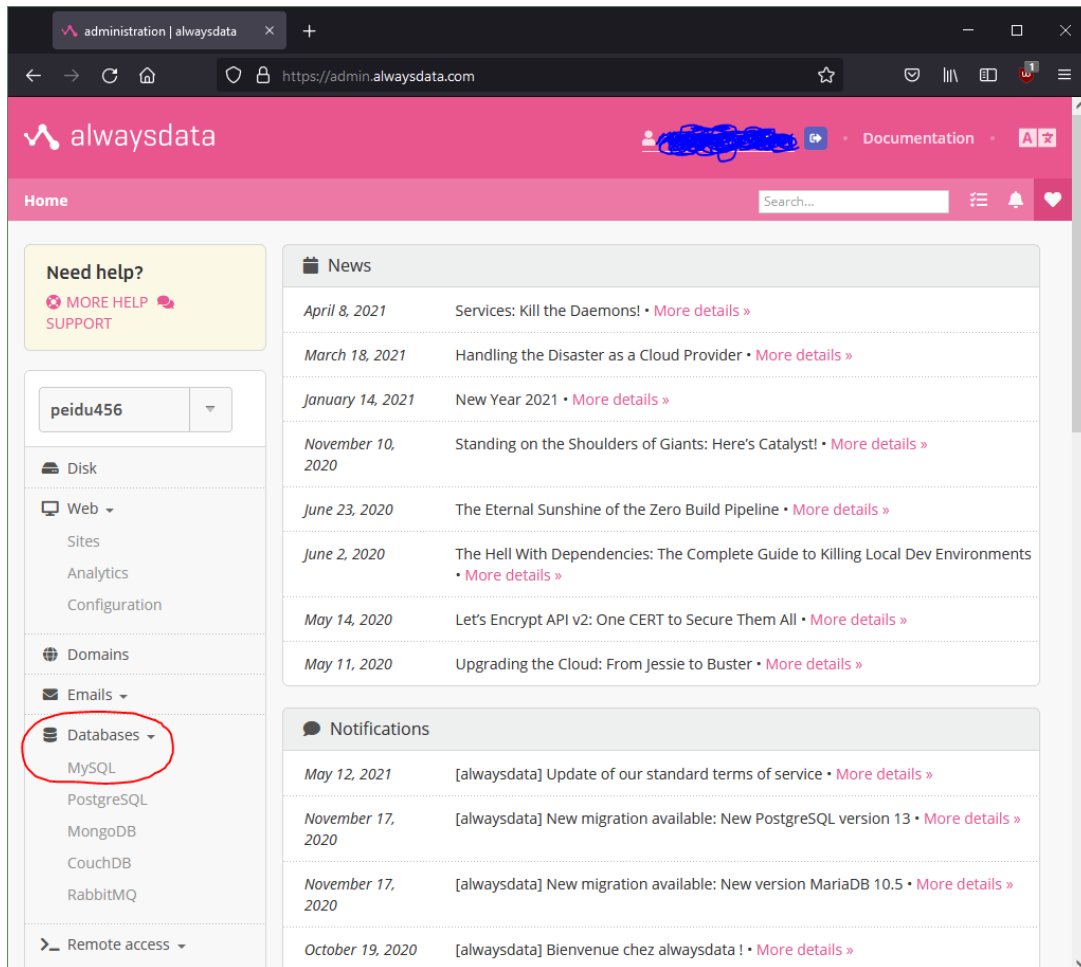 administration | alwaysdata
https://admin.alwaysdata.com
1
alwaysdata
Documentation
A
Home
Search...
Need help?
MORE HELP
SUPPORT
peidu456
Disk
Web
Sites
Analytics
Configuration
Domains
Emails
Databases
MySQL
PostgreSQL
MongoDB
CouchDB
RabbitMQ
Remote access
News
April 8, 2021 Services: Kill the Daemons! • More details »
March 18, 2021 Handling the Disaster as a Cloud Provider • More details »
January 14, 2021 New Year 2021 • More details »
November 10, Standing on the Shoulders of Giants: Here’s Catalyst! • More details »
2020
June 23, 2020 The Eternal Sunshine of the Zero Build Pipeline • More details »
June 2, 2020 The Hell With Dependencies: The Complete Guide to Killing Local Dev Environments
• More details »
May 14, 2020 Let’s Encrypt API v2: One CERT to Secure Them All • More details »
May 11, 2020 Upgrading the Cloud: From Jessie to Buster • More details »
Notifications
May 12, 2021 [alwaysdata] Update of our standard terms of service • More details »
November 17, [alwaysdata] New migration available: New PostgreSQL version 13 • More details »
2020
November 17, [alwaysdata] New migration available: New version MariaDB 10.5 • More details »
2020
October 19, 2020 [alwaysdata] Bienvenue chez alwaysdata ! • More details »